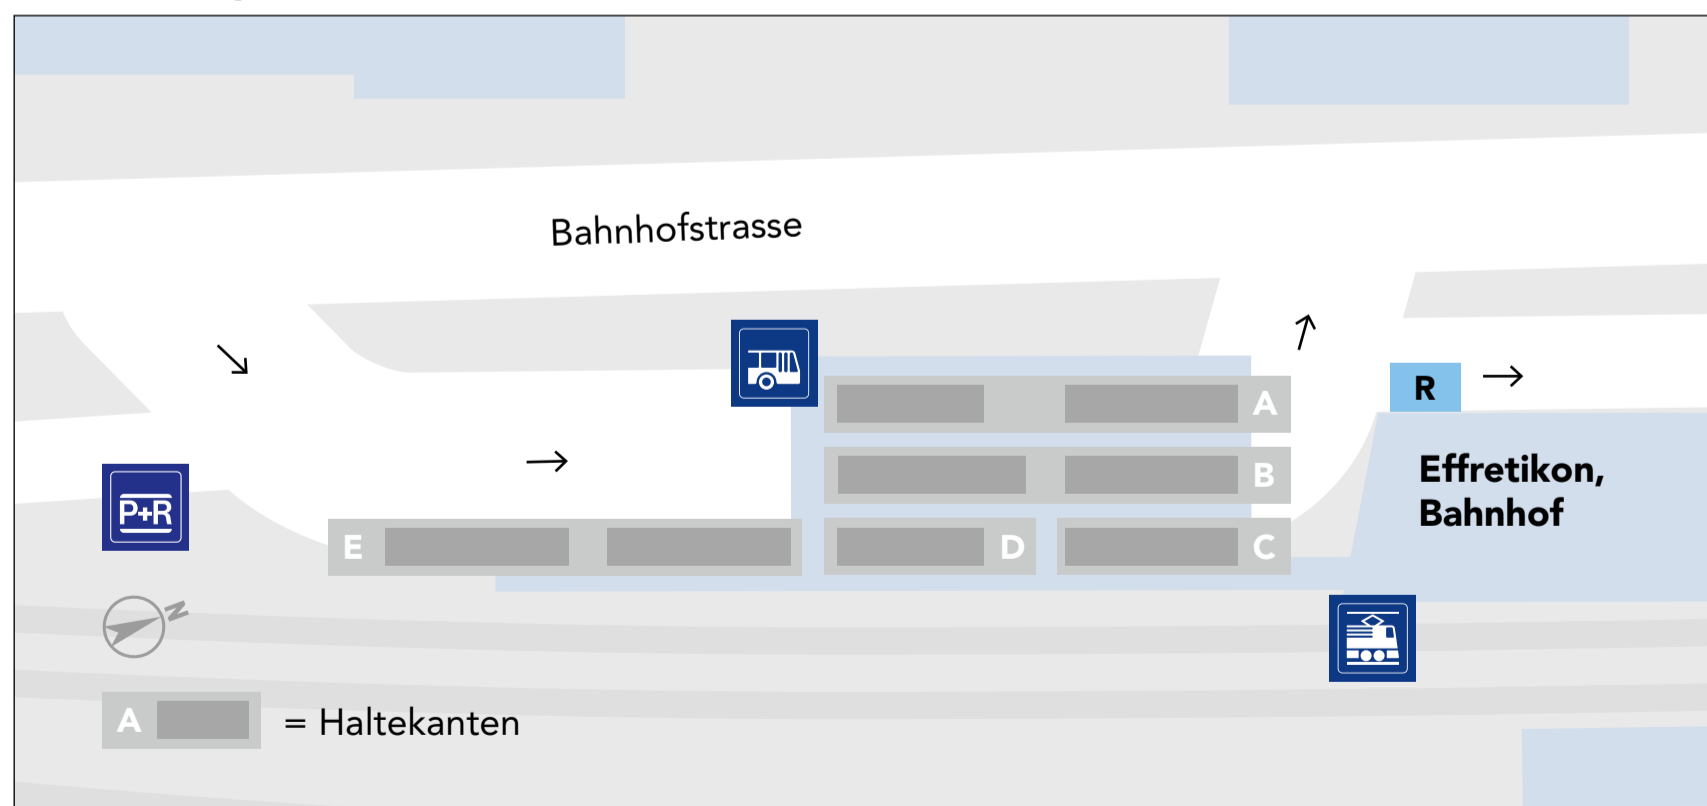 Bahnhofstrasse
A
R
B
Effretikon,
Bahnhof
P+R
E
D
C
N
A = Haltekanten